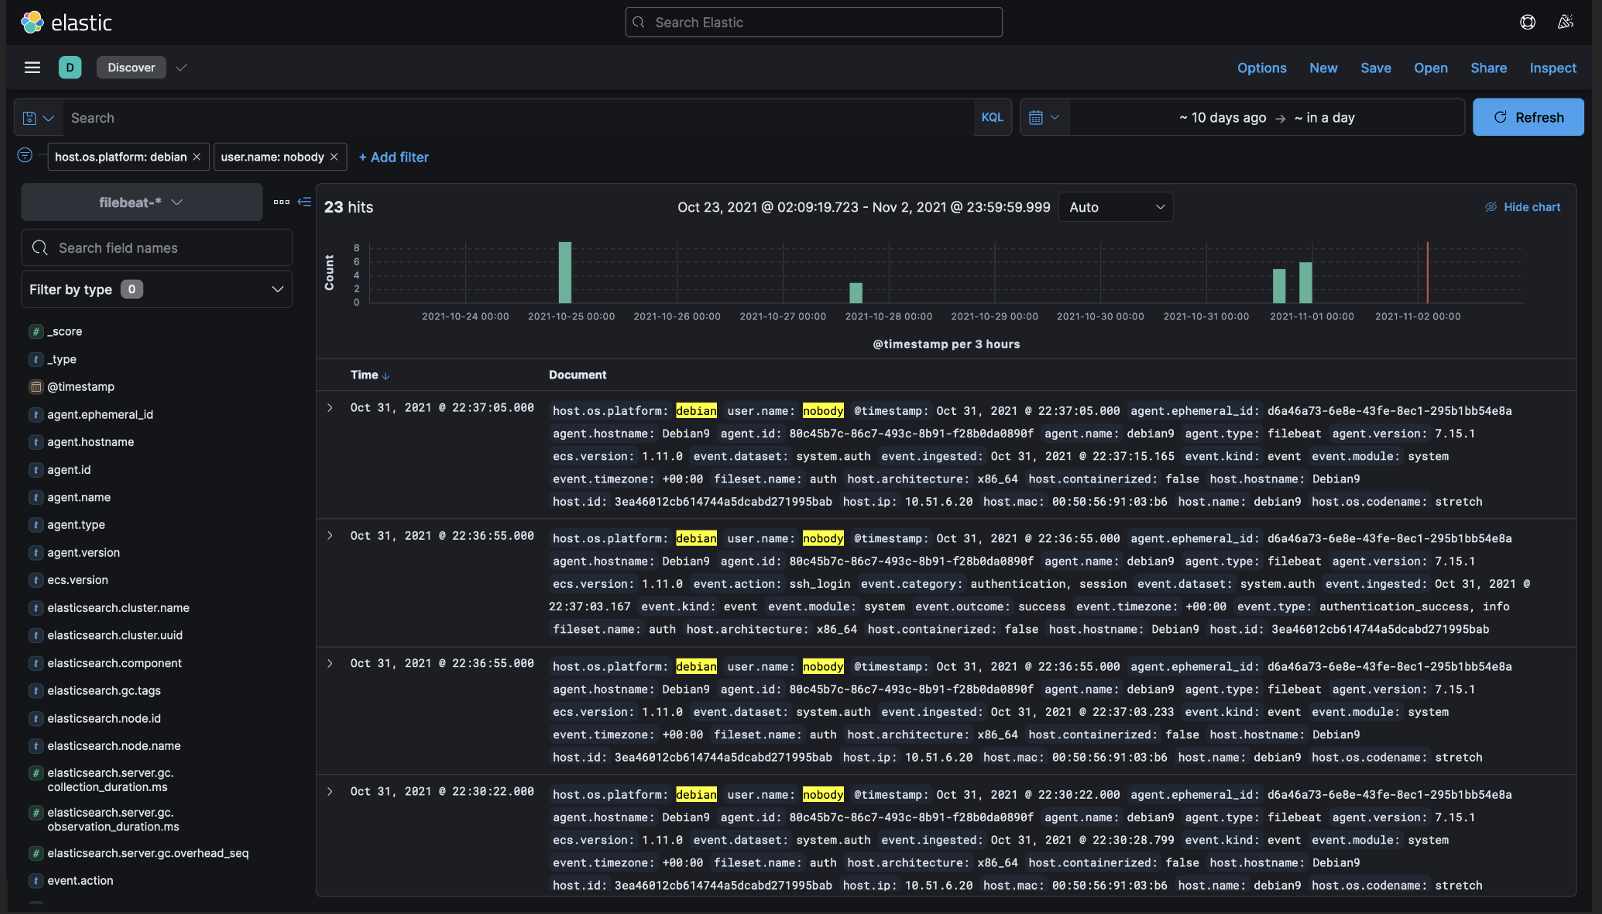 elastic
Search Elastic
D
Discover
Options
New
Save
Open
Share
Inspect
Search
KQL
~ 10 days ago → ~ in a day
Refresh
host.os.platform: debian ×
user.name: nobody ×
+ Add filter
filebeat-*
23 hits
Oct 23, 2021 @ 02:09:19.723 - Nov 2, 2021 @ 23:59:59.999
Auto
Hide chart
Search field names
Filter by type 0
# _score
t _type
@timestamp
t agent.ephemeral_id
t agent.hostname
t agent.id
t agent.name
t agent.type
t agent.version
t ecs.version
t elasticsearch.cluster.name
t elasticsearch.cluster.uuid
t elasticsearch.component
t elasticsearch.gc.tags
t elasticsearch.node.id
t elasticsearch.node.name
# elasticsearch.server.gc.
collection_duration.ms
# elasticsearch.server.gc.
observation_duration.ms
# elasticsearch.server.gc.overhead_seq
t event.action
Count
8
6
4
2
0
2021-10-24 00:00
2021-10-25 00:00
2021-10-26 00:00
2021-10-27 00:00
2021-10-28 00:00
2021-10-29 00:00
2021-10-30 00:00
2021-10-31 00:00
2021-11-01 00:00
2021-11-02 00:00
@timestamp per 3 hours
Time ↓
Document
Oct 31, 2021 @ 22:37:05.000
host.os.platform: debian user.name: nobody @timestamp: Oct 31, 2021 @ 22:37:05.000 agent.ephemeral_id: d6a46a73-6e8e-43fe-8ec1-295b1bb54e8a
agent.hostname: Debian9 agent.id: 80c45b7c-86c7-493c-8b91-f28b0da0890f agent.name: debian9 agent.type: filebeat agent.version: 7.15.1
ecs.version: 1.11.0 event.dataset: system.auth event.ingested: Oct 31, 2021 @ 22:37:15.165 event.kind: event event.module: system
event.timezone: +00:00 fileset.name: auth host.architecture: x86_64 host.containerized: false host.hostname: Debian9
host.id: 3ea46012cb614744a5dcabd271995bab host.ip: 10.51.6.20 host.mac: 00:50:56:91:03:b6 host.name: debian9 host.os.codename: stretch
Oct 31, 2021 @ 22:36:55.000
host.os.platform: debian user.name: nobody @timestamp: Oct 31, 2021 @ 22:36:55.000 agent.ephemeral_id: d6a46a73-6e8e-43fe-8ec1-295b1bb54e8a
agent.hostname: Debian9 agent.id: 80c45b7c-86c7-493c-8b91-f28b0da0890f agent.name: debian9 agent.type: filebeat agent.version: 7.15.1
ecs.version: 1.11.0 event.action: ssh_login event.category: authentication, session event.dataset: system.auth event.ingested: Oct 31, 2021 @
22:37:03.167 event.kind: event event.module: system event.outcome: success event.timezone: +00:00 event.type: authentication_success, info
fileset.name: auth host.architecture: x86_64 host.containerized: false host.hostname: Debian9 host.id: 3ea46012cb614744a5dcabd271995bab
Oct 31, 2021 @ 22:36:55.000
host.os.platform: debian user.name: nobody @timestamp: Oct 31, 2021 @ 22:36:55.000 agent.ephemeral_id: d6a46a73-6e8e-43fe-8ec1-295b1bb54e8a
agent.hostname: Debian9 agent.id: 80c45b7c-86c7-493c-8b91-f28b0da0890f agent.name: debian9 agent.type: filebeat agent.version: 7.15.1
ecs.version: 1.11.0 event.dataset: system.auth event.ingested: Oct 31, 2021 @ 22:37:03.233 event.kind: event event.module: system
event.timezone: +00:00 fileset.name: auth host.architecture: x86_64 host.containerized: false host.hostname: Debian9
host.id: 3ea46012cb614744a5dcabd271995bab host.ip: 10.51.6.20 host.mac: 00:50:56:91:03:b6 host.name: debian9 host.os.codename: stretch
Oct 31, 2021 @ 22:30:22.000
host.os.platform: debian user.name: nobody @timestamp: Oct 31, 2021 @ 22:30:22.000 agent.ephemeral_id: d6a46a73-6e8e-43fe-8ec1-295b1bb54e8a
agent.hostname: Debian9 agent.id: 80c45b7c-86c7-493c-8b91-f28b0da0890f agent.name: debian9 agent.type: filebeat agent.version: 7.15.1
ecs.version: 1.11.0 event.dataset: system.auth event.ingested: Oct 31, 2021 @ 22:30:28.799 event.kind: event event.module: system
event.timezone: +00:00 fileset.name: auth host.architecture: x86_64 host.containerized: false host.hostname: Debian9
host.id: 3ea46012cb614744a5dcabd271995bab host.ip: 10.51.6.20 host.mac: 00:50:56:91:03:b6 host.name: debian9 host.os.codename: stretch